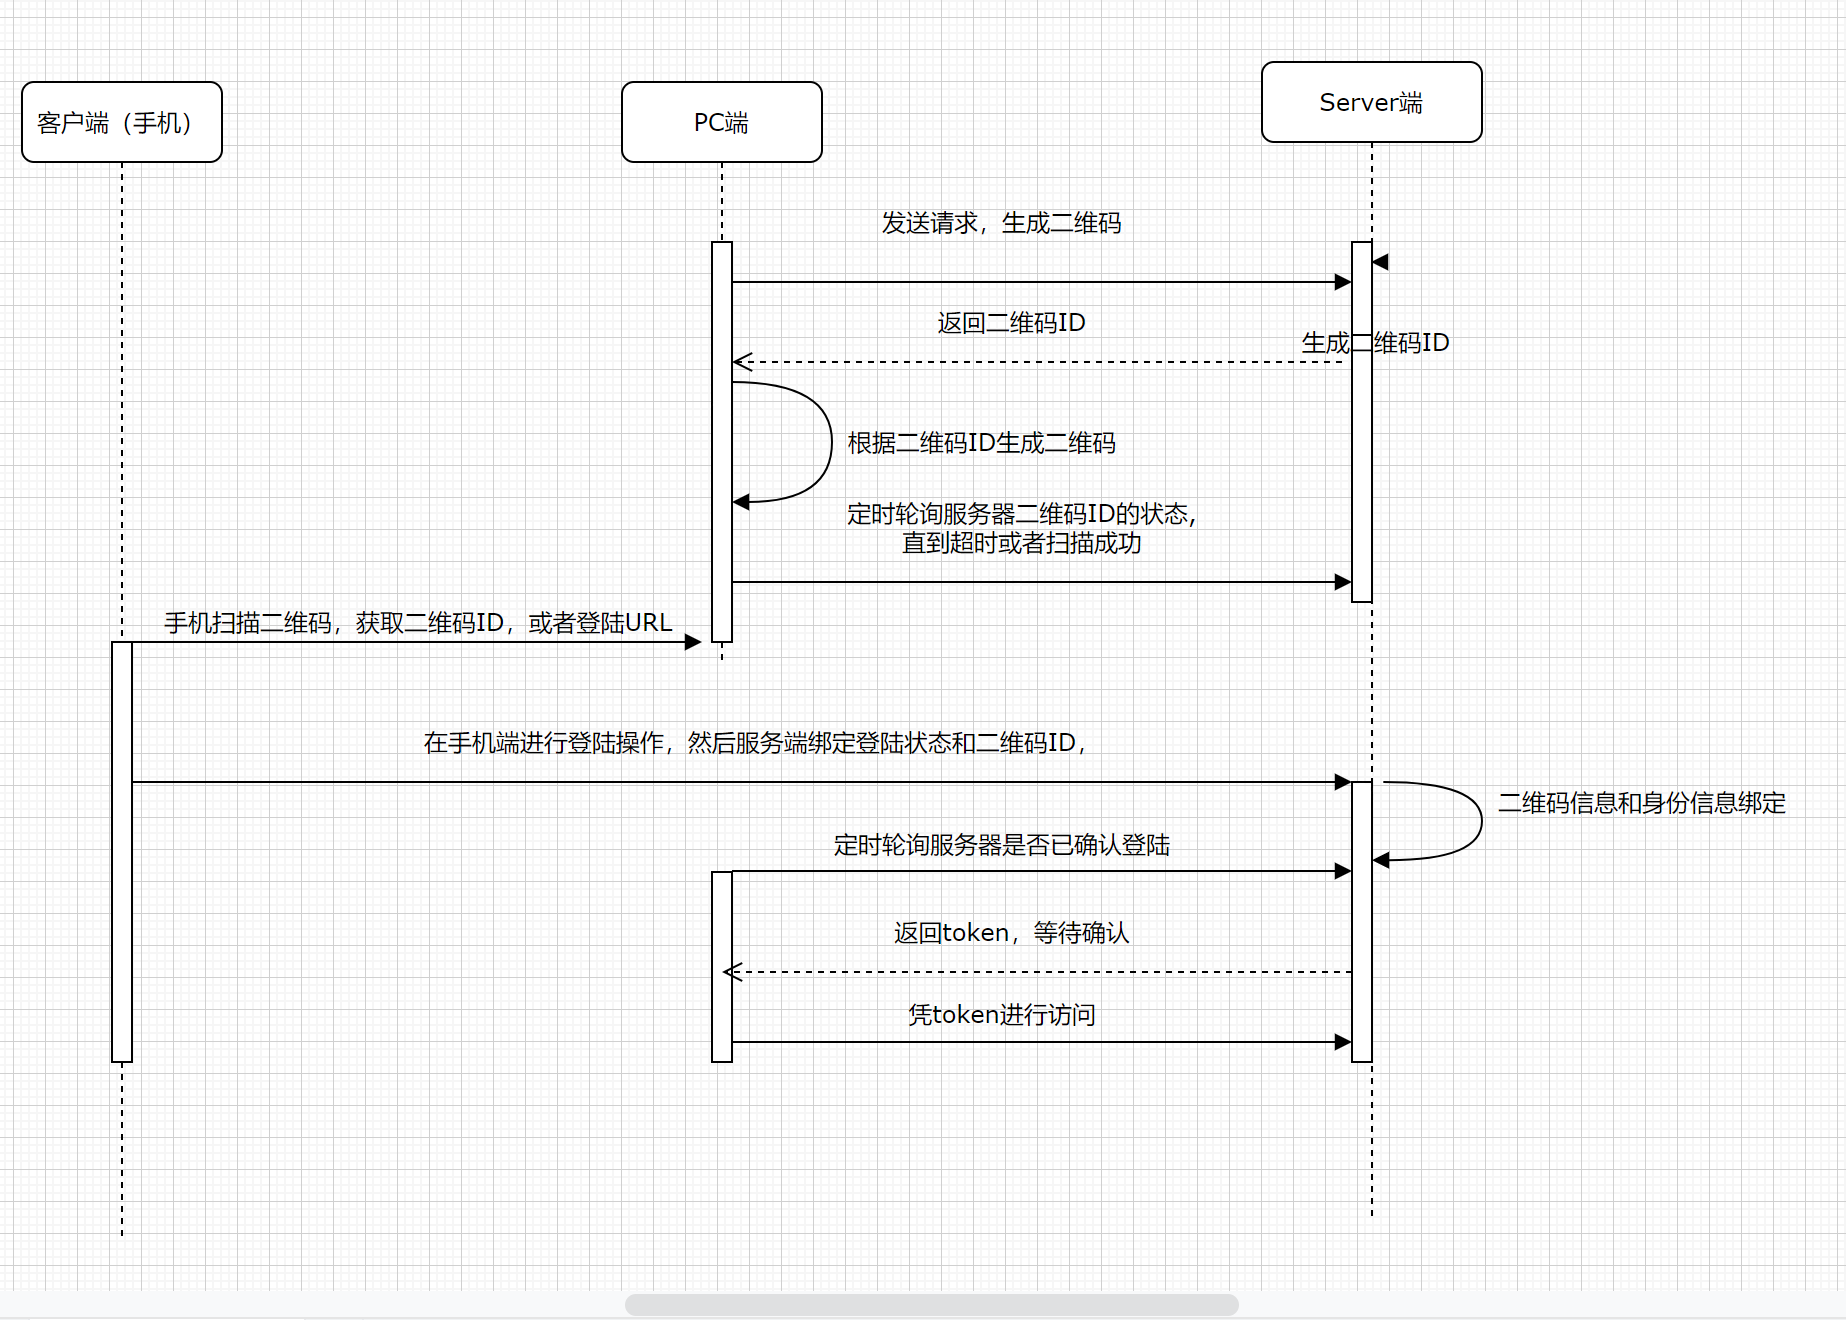 客户端（手机）
PC端
Server端
发送请求，生成二维码
返回二维码ID
生成二维码ID
根据二维码ID生成二维码
定时轮询服务器二维码ID的状态，
直到超时或者扫描成功
手机扫描二维码，获取二维码ID，或者登陆URL
在手机端进行登陆操作，然后服务端绑定登陆状态和二维码ID，
二维码信息和身份信息绑定
定时轮询服务器是否已确认登陆
返回token，等待确认
凭token进行访问